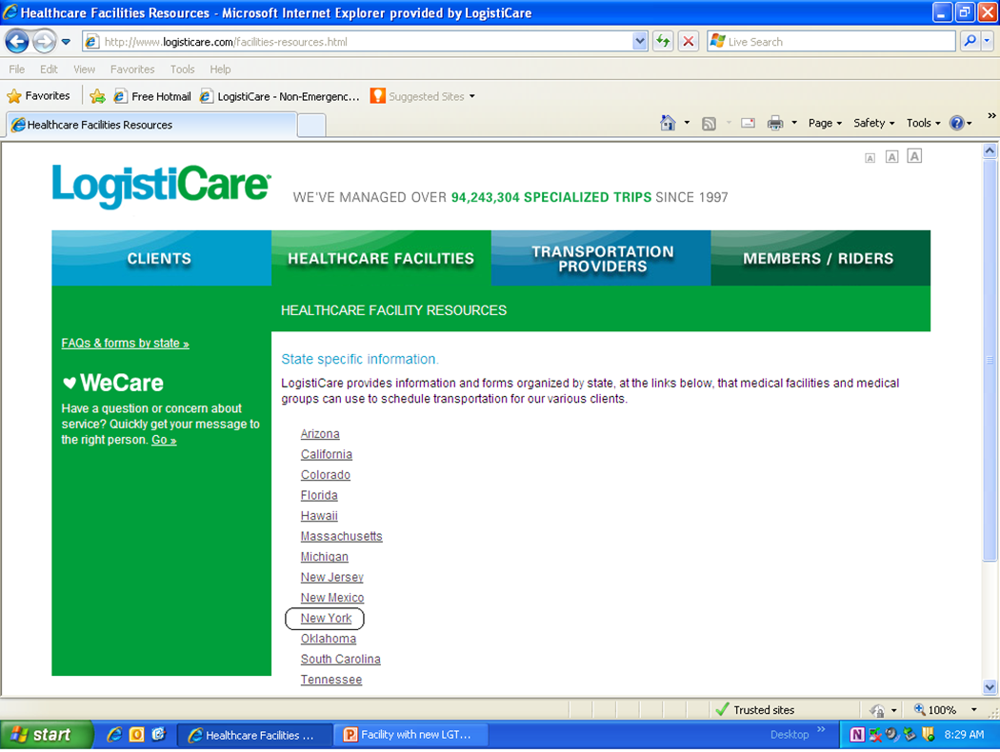 Healthcare Facilities Resources - Microsoft Internet Explorer provided by LogistiCare
http://www.logisticare.com/facilities-resources.html
Live Search
File Edit View Favorites Tools Help
Favorites Free Hotmail LogistiCare - Non-Emergenc... Suggested Sites
Healthcare Facilities Resources
Page Safety Tools
A A A
LogistiCare
WE'VE MANAGED OVER 94,243,304 SPECIALIZED TRIPS SINCE 1997
CLIENTS
HEALTHCARE FACILITIES
TRANSPORTATION
PROVIDERS
MEMBERS / RIDERS
HEALTHCARE FACILITY RESOURCES
FAQs & forms by state »
WeCare
Have a question or concern about
service? Quickly get your message to
the right person. Go »
State specific information.
LogistiCare provides information and forms organized by state, at the links below, that medical facilities and medical
groups can use to schedule transportation for our various clients.
Arizona
California
Colorado
Florida
Hawaii
Massachusetts
Michigan
New Jersey
New Mexico
New York
Oklahoma
South Carolina
Tennessee
Trusted sites
100%
start
Healthcare Facilities ...
Facility with new LGT...
Desktop
8:29 AM